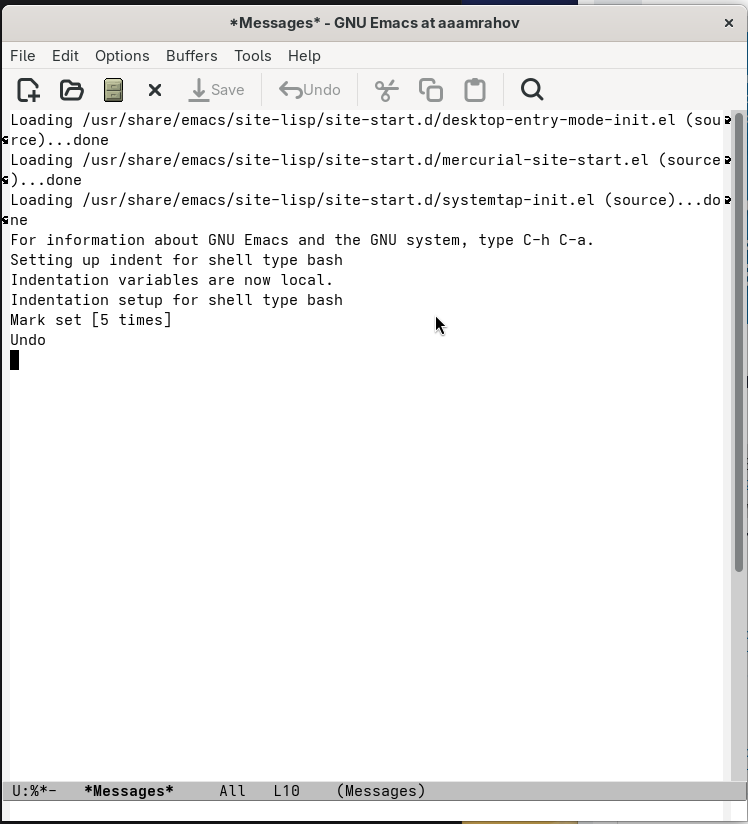 *Messages* - GNU Emacs at aaamrahov
File Edit Options Buffers Tools Help
Save Undo
Loading /usr/share/emacs/site-lisp/site-start.d/desktop-entry-mode-init.el (sou
rce)...done
Loading /usr/share/emacs/site-lisp/site-start.d/mercurial-site-start.el (source
)...done
Loading /usr/share/emacs/site-lisp/site-start.d/systemtap-init.el (source)...do
ne
For information about GNU Emacs and the GNU system, type C-h C-a.
Setting up indent for shell type bash
Indentation variables are now local.
Indentation setup for shell type bash
Mark set [5 times]
Undo
U:%*- *Messages* All L10 (Messages)